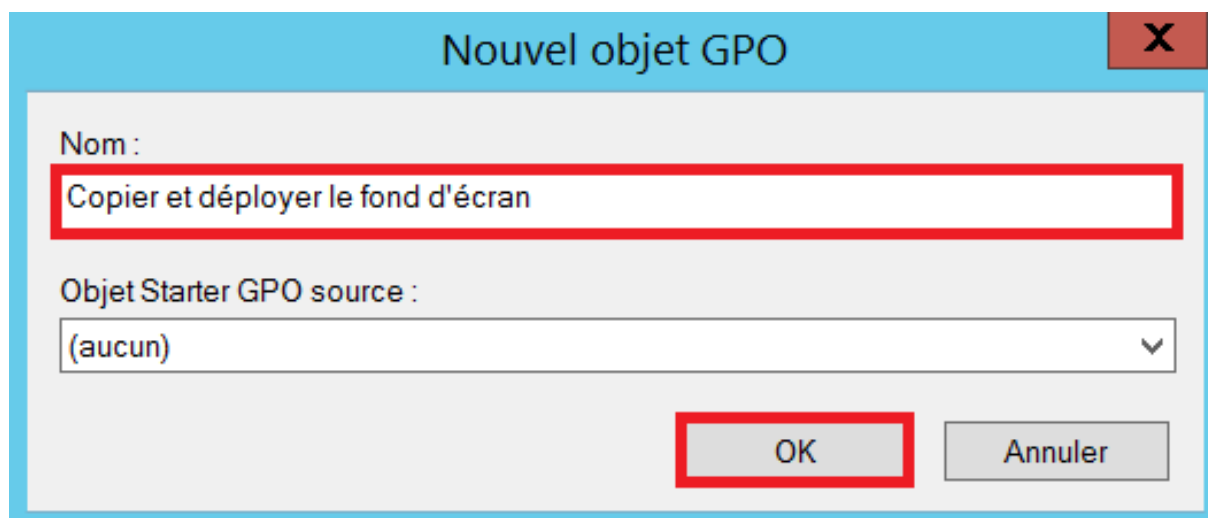 Nouvel objet GPO
X
Nom :
Copier et déployer le fond d'écran
Objet Starter GPO source :
(aucun)
OK Annuler